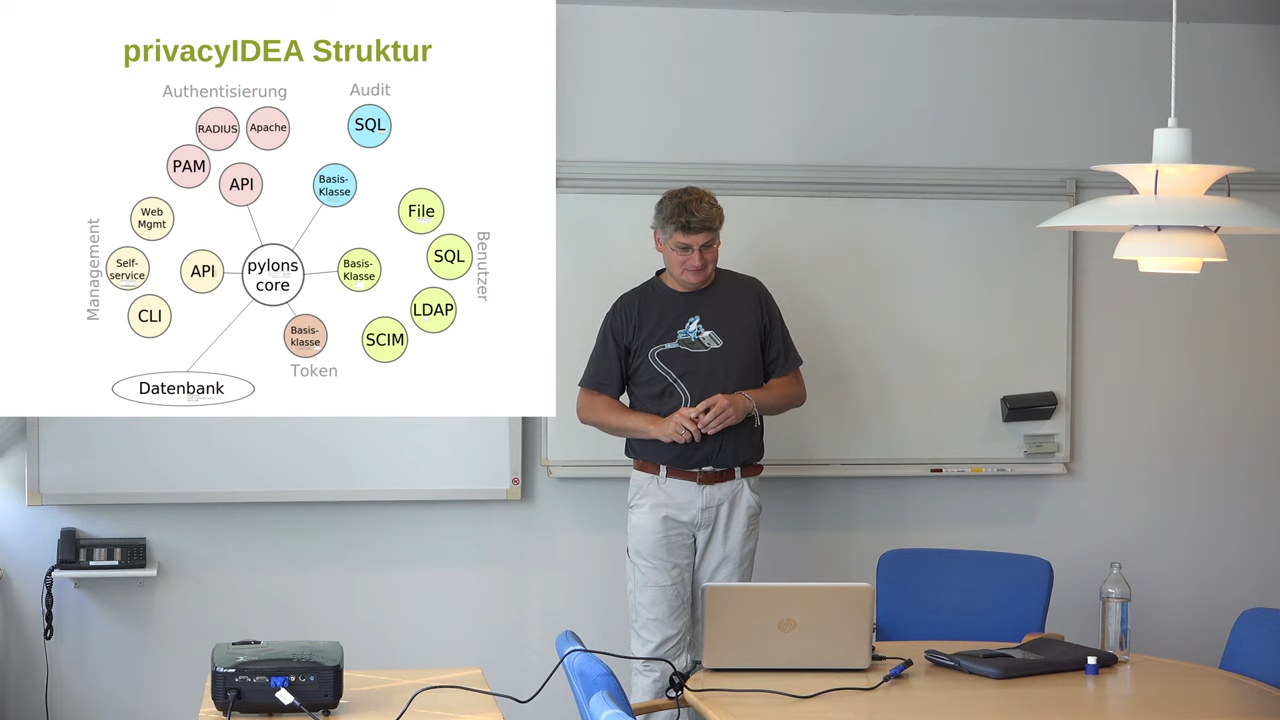 privacyIDEA Struktur
Authentisierung
Audit
RADIUS
Apache
SQL
PAM
API
Basis-
Klasse
File
Web
Mgmt
Management
Self-
service
API
pylons
core
Basis-
Klasse
SQL
Benutzer
CLI
LDAP
Basis-
klasse
SCIM
Token
Datenbank